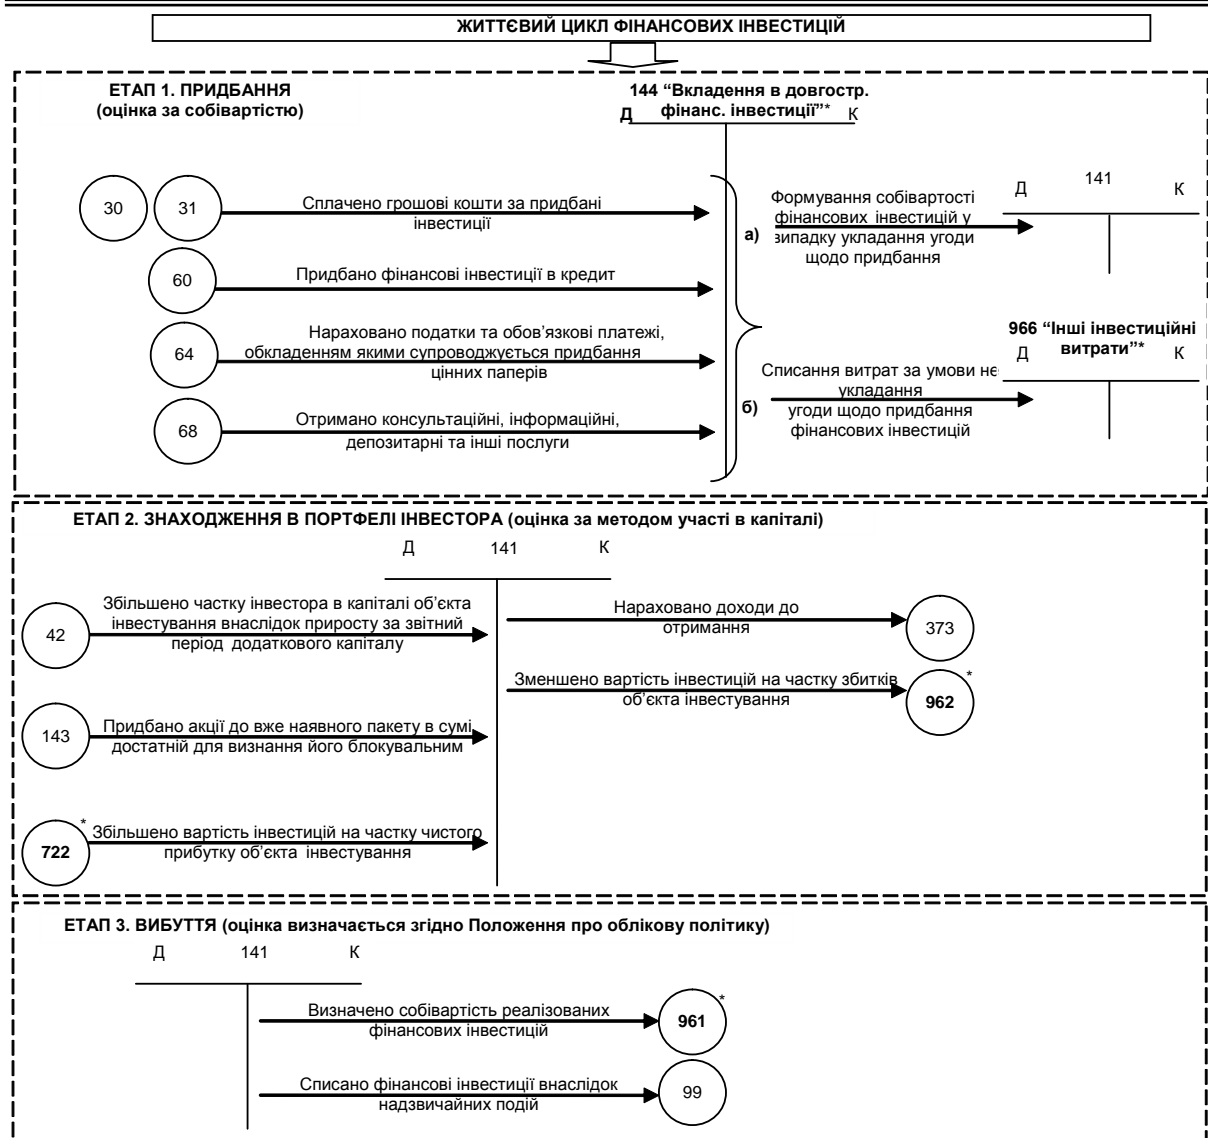 ЖИТТЄВИЙ ЦИКЛ ФІНАНСОВИХ ІНВЕСТИЦІЙ
ЕТАП 1. ПРИДБАННЯ
(оцінка за собівартістю)
144 “Вкладення в довгостр.
фінанс. інвестиції”*
Д
К
30
31
Сплачено грошові кошти за придбані
інвестиції
60
Придбано фінансові інвестиції в кредит
64
Нараховано податки та обов’язкові платежі,
обкладенням якими супроводжується придбання
цінних паперів
68
Отримано консультаційні, інформаційні,
депозитарні та інші послуги
а)
Формування собівартості
фінансових інвестицій у
випадку укладання угоди
щодо придбання
Д
141
К
966 “Інші інвестиційні
витрати”*
Д
К
б)
Списання витрат за умови не
укладання
угоди щодо придбання
фінансових інвестицій
ЕТАП 2. ЗНАХОДЖЕННЯ В ПОРТФЕЛІ ІНВЕСТОРА (оцінка за методом участі в капіталі)
Д 141 К
42
Збільшено частку інвестора в капіталі об’єкта
інвестування внаслідок приросту за звітний
період додаткового капіталу
143
Придбано акції до вже наявного пакету в сумі
достатній для визнання його блокувальним
722*
Збільшено вартість інвестицій на частку чистого
прибутку об’єкта інвестування
Нараховано доходи до
отримання
373
Зменшено вартість інвестицій на частку збитків
об’єкта інвестування
962*
ЕТАП 3. ВИБУТТЯ (оцінка визначається згідно Положення про облікову політику)
Д 141 К
Визначено собівартість реалізованих
фінансових інвестицій
961*
Списано фінансові інвестиції внаслідок
надзвичайних подій
99